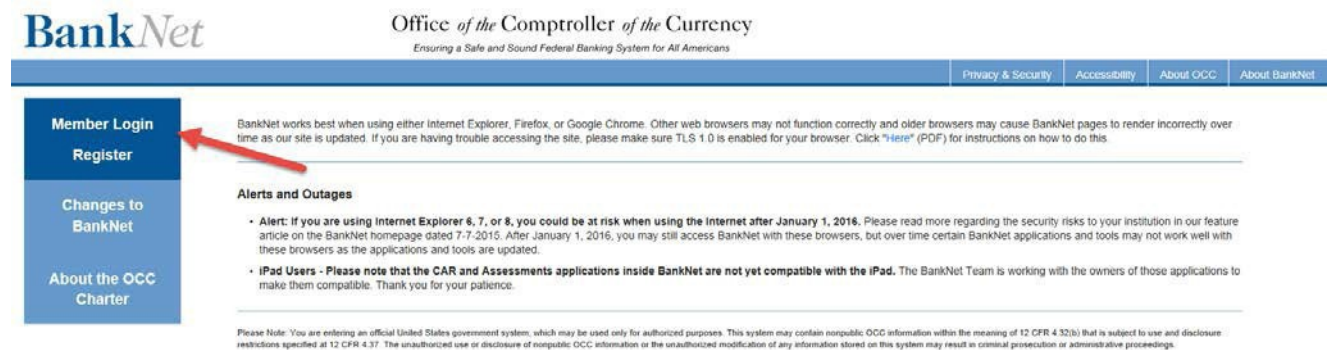 BankNet
Office of the Comptroller of the Currency
Ensuring a Safe and Sound Federal Banking System for All Americans
Privacy & Security Accessibility About OCC About BankNet
Member Login
Register
Changes to
BankNet
About the OCC
Charter
BankNet works best when using either Internet Explorer, Firefox, or Google Chrome. Other web browsers may not function correctly and older browsers may cause BankNet pages to render incorrectly over
time as our site is updated. If you are having trouble accessing the site, please make sure TLS 1.0 is enabled for your browser. Click "Here" (PDF) for instructions on how to do this.
Alerts and Outages
• Alert: If you are using Internet Explorer 6, 7, or 8, you could be at risk when using the Internet after January 1, 2016. Please read more regarding the security risks to your institution in our feature
article on the BankNet homepage dated 7-7-2015. After January 1, 2016, you may still access BankNet with these browsers, but over time certain BankNet applications and tools may not work well with
these browsers as the applications and tools are updated.
• iPad Users - Please note that the CAR and Assessments applications inside BankNet are not yet compatible with the iPad. The BankNet Team is working with the owners of those applications to
make them compatible. Thank you for your patience.
Please Note: You are entering an official United States government system, which may be used only for authorized purposes. This system may contain nonpublic OCC information within the meaning of 12 CFR 4.32(b) that is subject to use and disclosure
restrictions specified at 12 CFR 4.37. The unauthorized use or disclosure of nonpublic OCC information or the unauthorized modification of any information stored on this system may result in criminal prosecution or administrative proceedings.